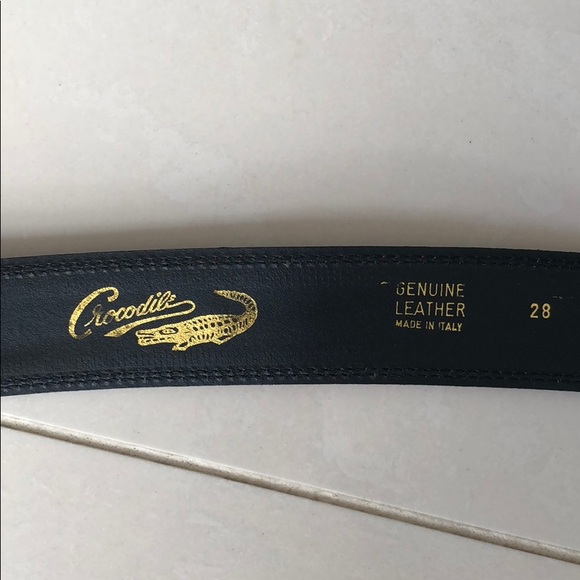 Crocodile
GENUINE
LEATHER
MADE IN ITALY
28